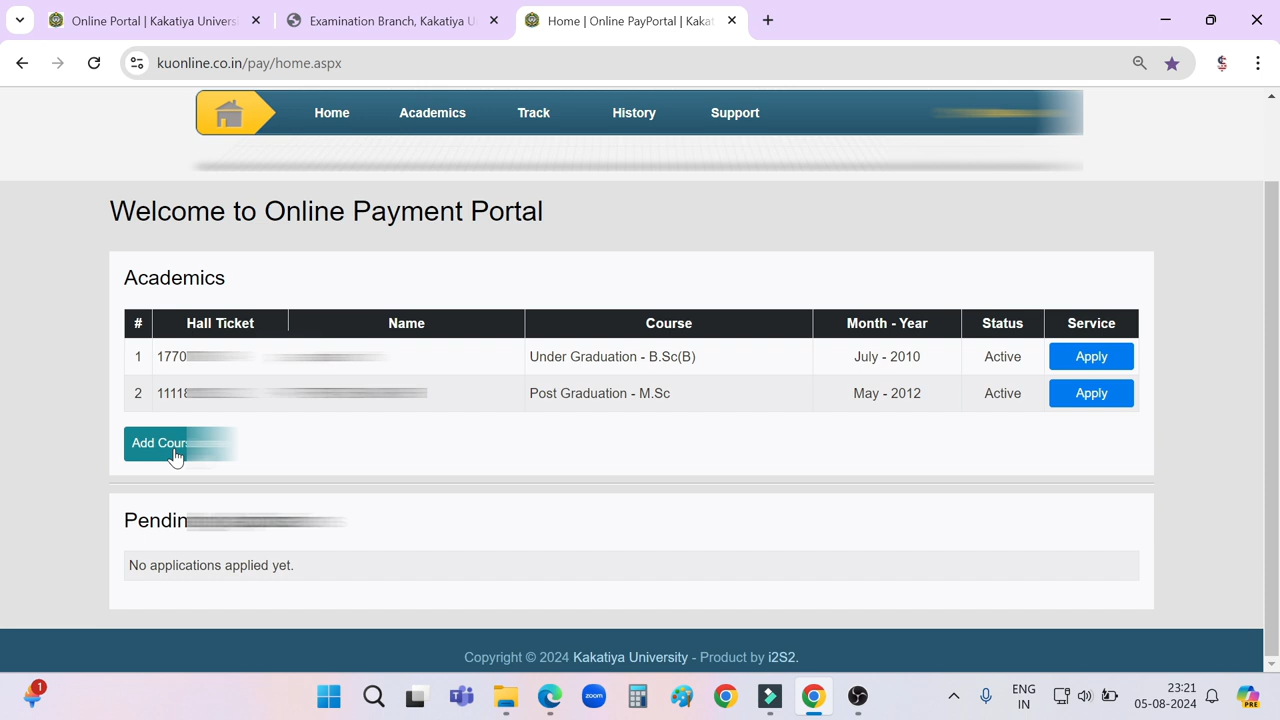 Online Portal | Kakatiya Univers
Examination Branch, Kakatiya U
Home | Online PayPortal | Kakat
kuonline.co.in/pay/home.aspx
Home Academics Track History Support
Welcome to Online Payment Portal
Academics
# Hall Ticket Name Course Month - Year Status Service
1 1770 Under Graduation - B.Sc(B) July - 2010 Active Apply
2 1111 Post Graduation - M.Sc May - 2012 Active Apply
Add Cour
Pendin
No applications applied yet.
Copyright © 2024 Kakatiya University - Product by i2S2.
1
zoom
ENG
IN
23:21
05-08-2024
PRE